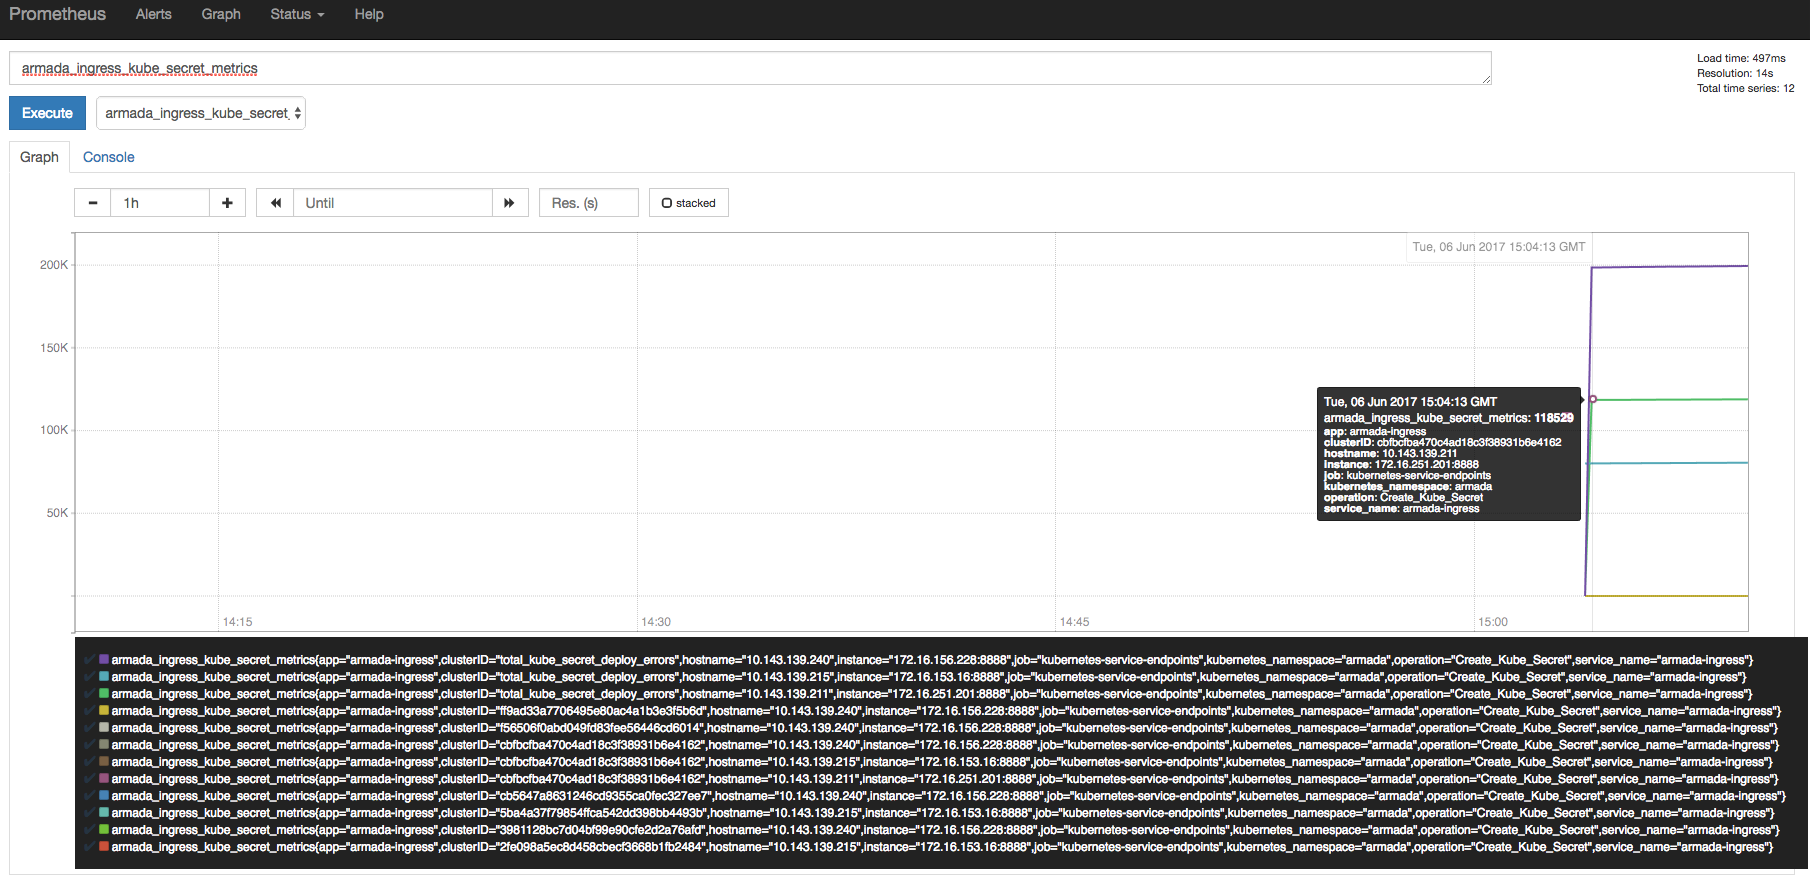 Prometheus Alerts Graph Status Help
armada_ingress_kube_secret_metrics
Load time: 497ms
Resolution: 14s
Total time series: 12
Execute armada_ingress_kube_secret_
Graph Console
1h Until Res. (s) stacked
Tue, 06 Jun 2017 15:04:13 GMT
200K
150K
100K
50K
Tue, 06 Jun 2017 15:04:13 GMT
armada_ingress_kube_secret_metrics: 118529
app: armada-ingress
clusterID: cbfbcfba470c4ad18c3f38931b6e4162
hostname: 10.143.139.211
instance: 172.16.251.201:8888
job: kubernetes-service-endpoints
kubernetes_namespace: armada
operation: Create_Kube_Secret
service_name: armada-ingress
14:15 14:30 14:45 15:00
armada_ingress_kube_secret_metrics{app="armada-ingress",clusterID="total_kube_secret_deploy_errors",hostname="10.143.139.240",instance="172.16.156.228:8888",job="kubernetes-service-endpoints",kubernetes_namespace="armada",operation="Create_Kube_Secret",service_name="armada-ingress"}
armada_ingress_kube_secret_metrics{app="armada-ingress",clusterID="total_kube_secret_deploy_errors",hostname="10.143.139.215",instance="172.16.153.16:8888",job="kubernetes-service-endpoints",kubernetes_namespace="armada",operation="Create_Kube_Secret",service_name="armada-ingress"}
armada_ingress_kube_secret_metrics{app="armada-ingress",clusterID="total_kube_secret_deploy_errors",hostname="10.143.139.211",instance="172.16.251.201:8888",job="kubernetes-service-endpoints",kubernetes_namespace="armada",operation="Create_Kube_Secret",service_name="armada-ingress"}
armada_ingress_kube_secret_metrics{app="armada-ingress",clusterID="ff9ad33a7706495e80ac4a1b3e3f5b6d",hostname="10.143.139.240",instance="172.16.156.228:8888",job="kubernetes-service-endpoints",kubernetes_namespace="armada",operation="Create_Kube_Secret",service_name="armada-ingress"}
armada_ingress_kube_secret_metrics{app="armada-ingress",clusterID="f56506f0abd049fd83fee56446cd6014",hostname="10.143.139.240",instance="172.16.156.228:8888",job="kubernetes-service-endpoints",kubernetes_namespace="armada",operation="Create_Kube_Secret",service_name="armada-ingress"}
armada_ingress_kube_secret_metrics{app="armada-ingress",clusterID="cbfbcfba470c4ad18c3f38931b6e4162",hostname="10.143.139.240",instance="172.16.156.228:8888",job="kubernetes-service-endpoints",kubernetes_namespace="armada",operation="Create_Kube_Secret",service_name="armada-ingress"}
armada_ingress_kube_secret_metrics{app="armada-ingress",clusterID="cbfbcfba470c4ad18c3f38931b6e4162",hostname="10.143.139.215",instance="172.16.153.16:8888",job="kubernetes-service-endpoints",kubernetes_namespace="armada",operation="Create_Kube_Secret",service_name="armada-ingress"}
armada_ingress_kube_secret_metrics{app="armada-ingress",clusterID="cbfbcfba470c4ad18c3f38931b6e4162",hostname="10.143.139.211",instance="172.16.251.201:8888",job="kubernetes-service-endpoints",kubernetes_namespace="armada",operation="Create_Kube_Secret",service_name="armada-ingress"}
armada_ingress_kube_secret_metrics{app="armada-ingress",clusterID="cb5647a8631246cd9355ca0fec327ee7",hostname="10.143.139.240",instance="172.16.156.228:8888",job="kubernetes-service-endpoints",kubernetes_namespace="armada",operation="Create_Kube_Secret",service_name="armada-ingress"}
armada_ingress_kube_secret_metrics{app="armada-ingress",clusterID="5ba4a37f79854ffca542dd398bb4493b",hostname="10.143.139.215",instance="172.16.153.16:8888",job="kubernetes-service-endpoints",kubernetes_namespace="armada",operation="Create_Kube_Secret",service_name="armada-ingress"}
armada_ingress_kube_secret_metrics{app="armada-ingress",clusterID="3981128bc7d04bf99e90cfe2d2a76afd",hostname="10.143.139.240",instance="172.16.156.228:8888",job="kubernetes-service-endpoints",kubernetes_namespace="armada",operation="Create_Kube_Secret",service_name="armada-ingress"}
armada_ingress_kube_secret_metrics{app="armada-ingress",clusterID="2fe098a5ec8d458cbecf3668b1fb2484",hostname="10.143.139.215",instance="172.16.153.16:8888",job="kubernetes-service-endpoints",kubernetes_namespace="armada",operation="Create_Kube_Secret",service_name="armada-ingress"}